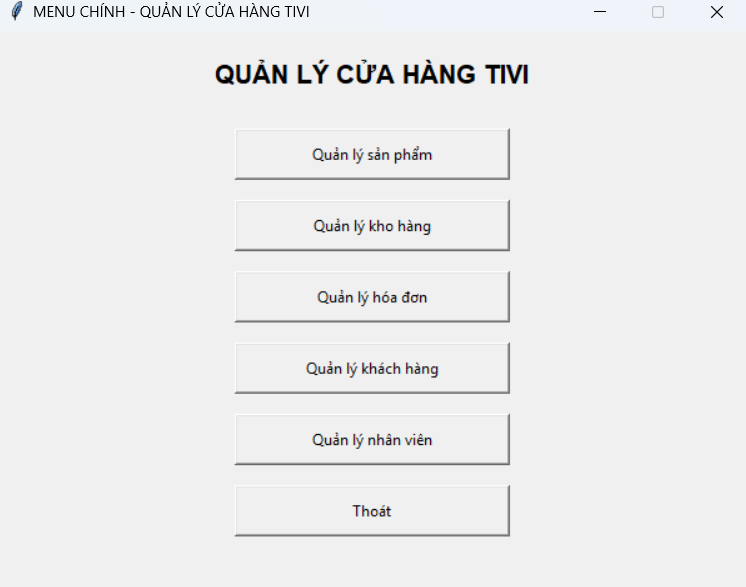 MENU CHÍNH - QUẢN LÝ CỬA HÀNG TIVI
QUẢN LÝ CỬA HÀNG TIVI
Quản lý sản phẩm
Quản lý kho hàng
Quản lý hóa đơn
Quản lý khách hàng
Quản lý nhân viên
Thoát